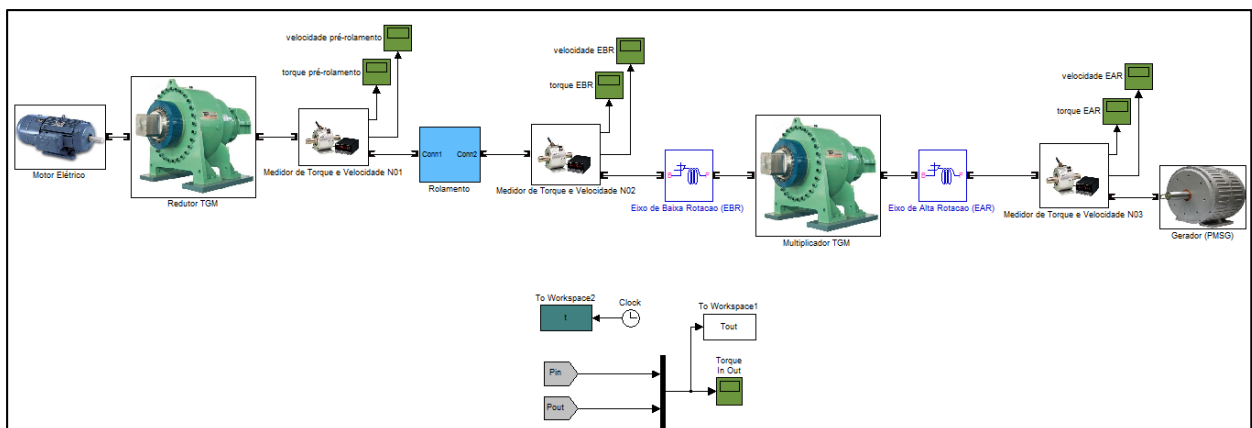 velocidade pré-rolamento
torque pré-rolamento
velocidade EBR
torque EBR
velocidade EAR
torque EAR
Motor Elétrico
Redutor TGM
Medidor de Torque e Velocidade N01
Conn1
Conn2
Rolamento
Medidor de Torque e Velocidade N02
B
F
Eixo de Baixa Rotacao (EBR)
Multiplicador TGM
B
F
Eixo de Alta Rotacao (EAR)
Medidor de Torque e Velocidade N03
Gerador (PMSG)
To Workspace2
t
Clock
To Workspace1
Tout
Pin
Pout
Torque
In Out